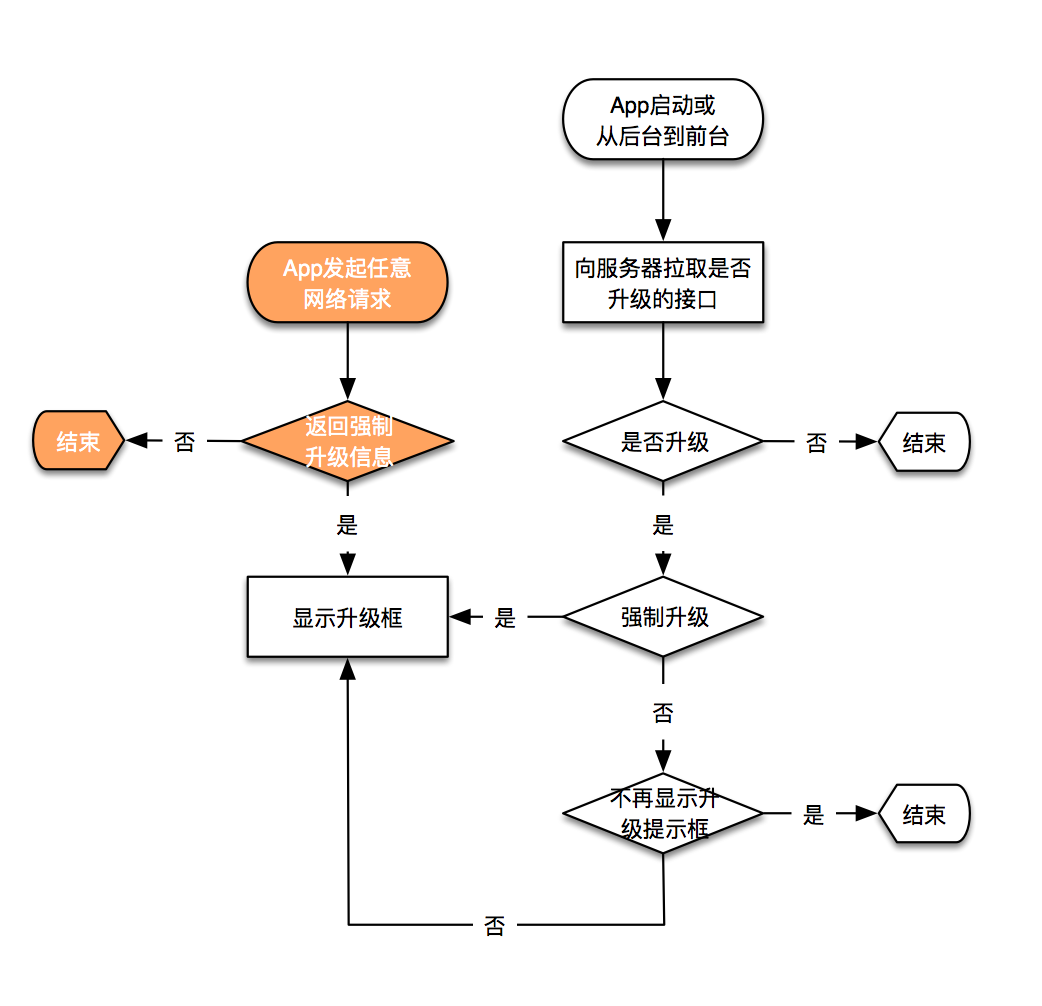 App启动或
从后台到前台
App发起任意
网络请求
向服务器拉取是否
升级的接口
结束
否
返回强制
升级信息
是否升级
否
结束
是
是
显示升级框
是
强制升级
否
不再显示升
级提示框
是
结束
否